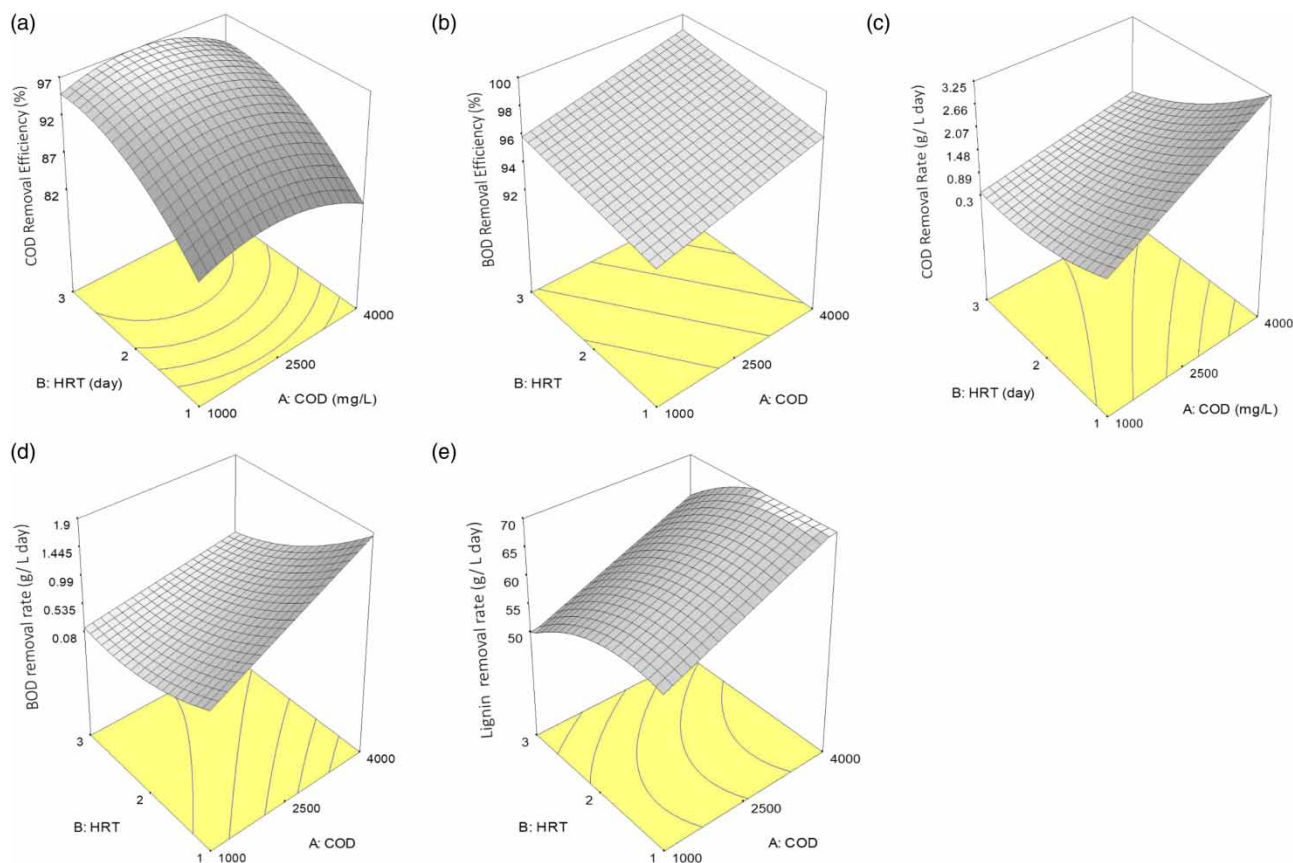 (a)
COD Removal Efficiency (%)
97
92
87
82
3
2
1
B: HRT (day)
1000
2500
4000
A: COD (mg/L)
(b)
BOD Removal Efficiency (%)
100
98
96
94
92
3
2
1
B: HRT
1000
2500
4000
A: COD
(c)
COD Removal Rate (g/ L day)
3.25
2.66
2.07
1.48
0.89
0.3
3
2
1
B: HRT (day)
1000
2500
4000
A: COD (mg/L)
(d)
BOD removal rate (g/ L day)
1.9
1.445
0.99
0.535
0.08
3
2
1
B: HRT
1000
2500
4000
A: COD
(e)
Lignin removal rate (g/ L day)
70
65
60
55
50
3
2
1
B: HRT
1000
2500
4000
A: COD